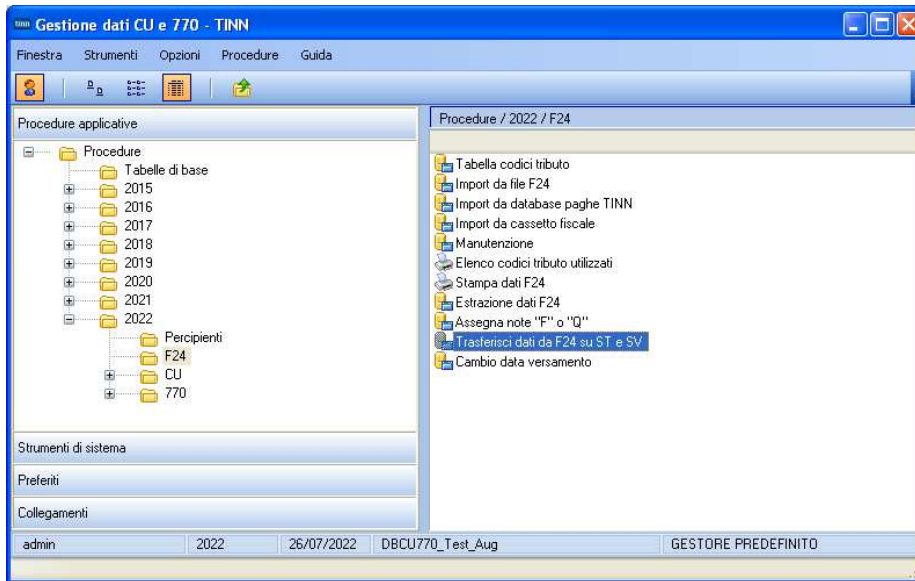 TINN Gestione dati CU e 770 - TINN
Finestra Strumenti Opzioni Procedure Guida
Procedure applicative
Procedure
Tabelle di base
2015
2016
2017
2018
2019
2020
2021
2022
Percipienti
F24
CU
770
Strumenti di sistema
Preferiti
Collegamenti
Procedure / 2022 / F24
Tabella codici tributo
Import da file F24
Import da database paghe TINN
Import da cassetto fiscale
Manutenzione
Elenco codici tributo utilizzati
Stampa dati F24
Estrazione dati F24
Assegna note "F" o "Q"
Trasferisci dati da F24 su ST e SV
Cambio data versamento
admin 2022 26/07/2022 DBCU770_Test_Aug GESTORE PREDEFINITO